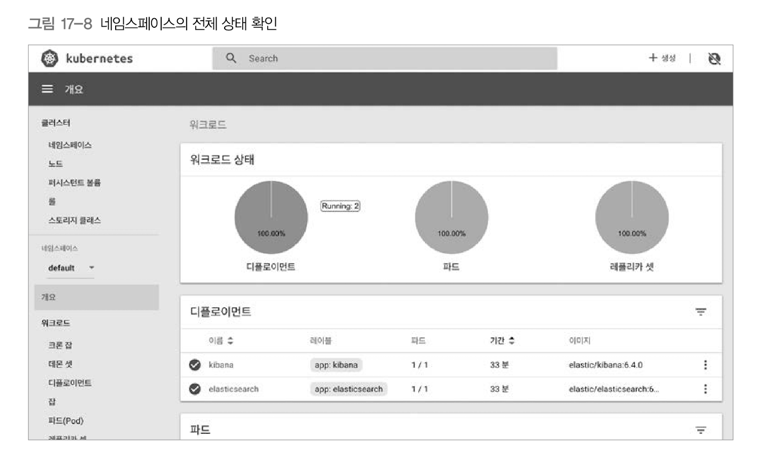 그림 17-8 네임스페이스의 전체 상태 확인
kubernetes
Search
+ 생성
개요
클러스터
네임스페이스
노드
퍼시스턴트 볼륨
롤
스토리지 클래스
네임스페이스
default
개요
워크로드
크론 잡
데몬 셋
디플로이먼트
잡
파드(Pod)
레플리카 셋
워크로드
워크로드 상태
Running: 2
100.00% 100.00% 100.00%
디플로이먼트 파드 레플리카 셋
디플로이먼트
이름 레이블 파드 기간 이미지
kibana app: kibana 1 / 1 33 분 elastic/kibana:6.4.0
elasticsearch app: elasticsearch 1 / 1 33 분 elastic/elasticsearch:6...
파드